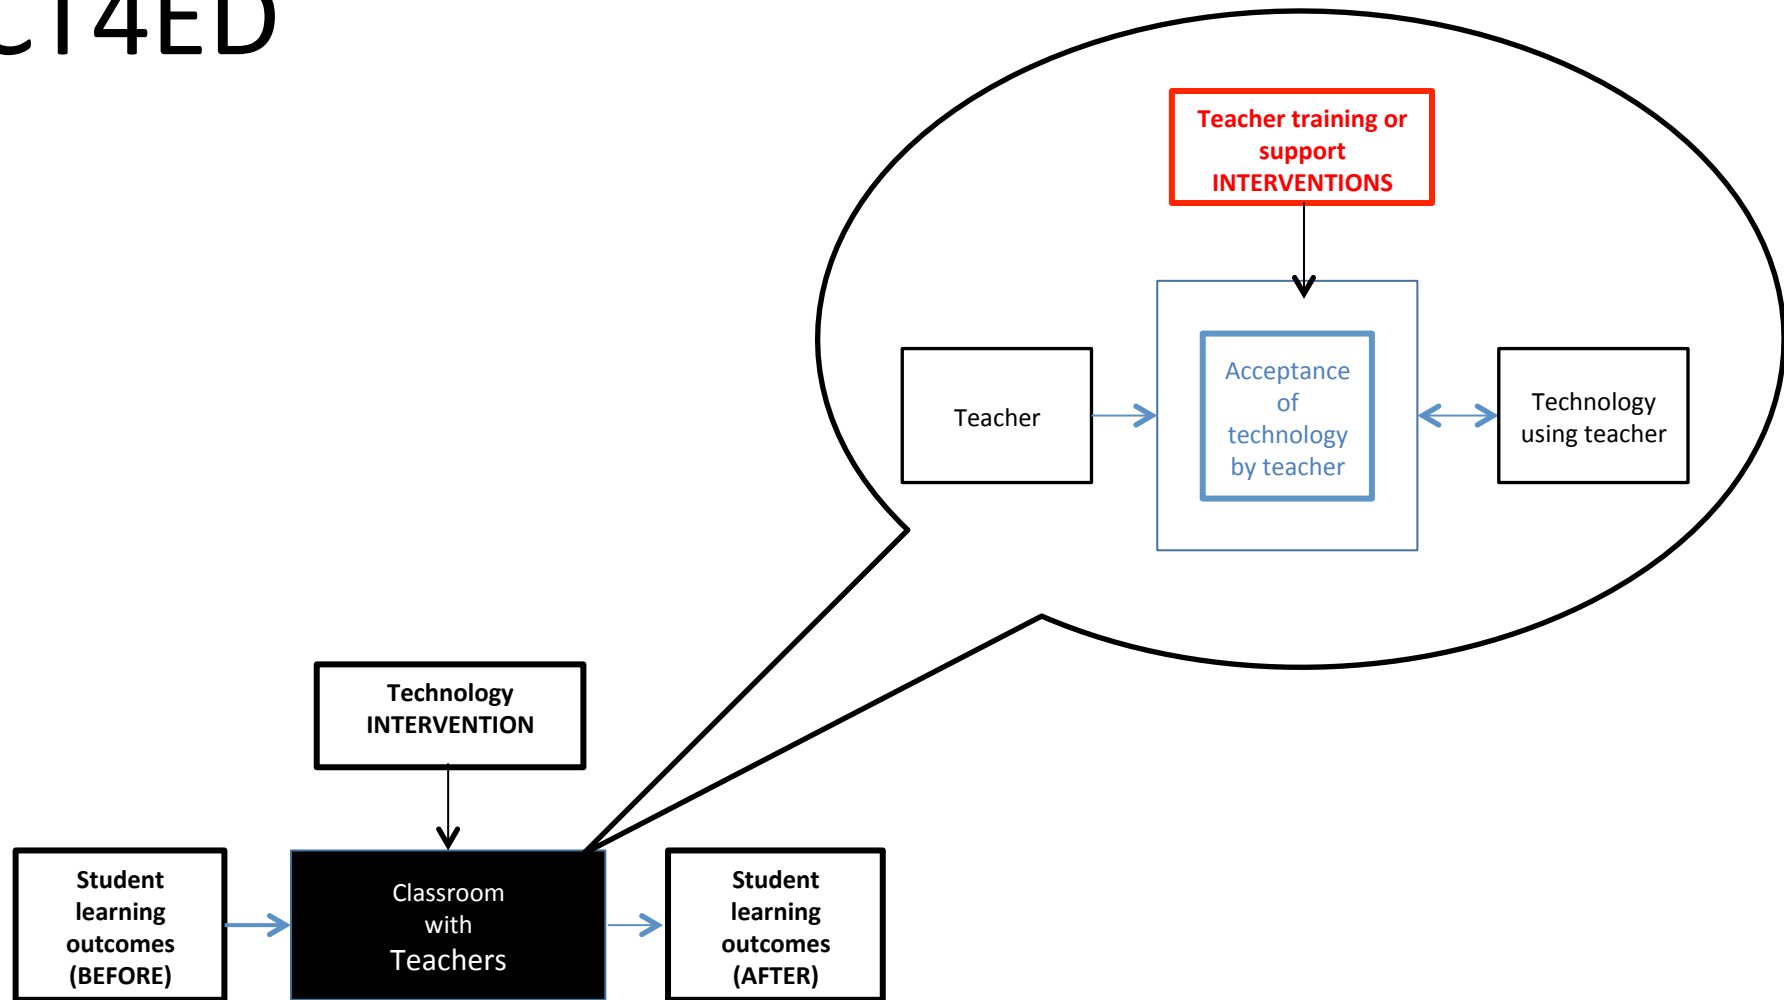 CT4ED
Teacher training or
support
INTERVENTIONS
Teacher
Acceptance
of
technology
by teacher
Technology
using teacher
Technology
INTERVENTION
Student
learning
outcomes
(BEFORE)
Classroom
with
Teachers
Student
learning
outcomes
(AFTER)